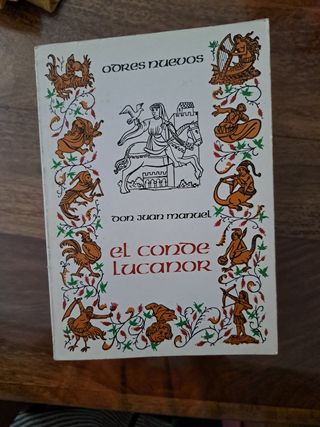 odres nuevos
don juan manuel
el conde
lucanor